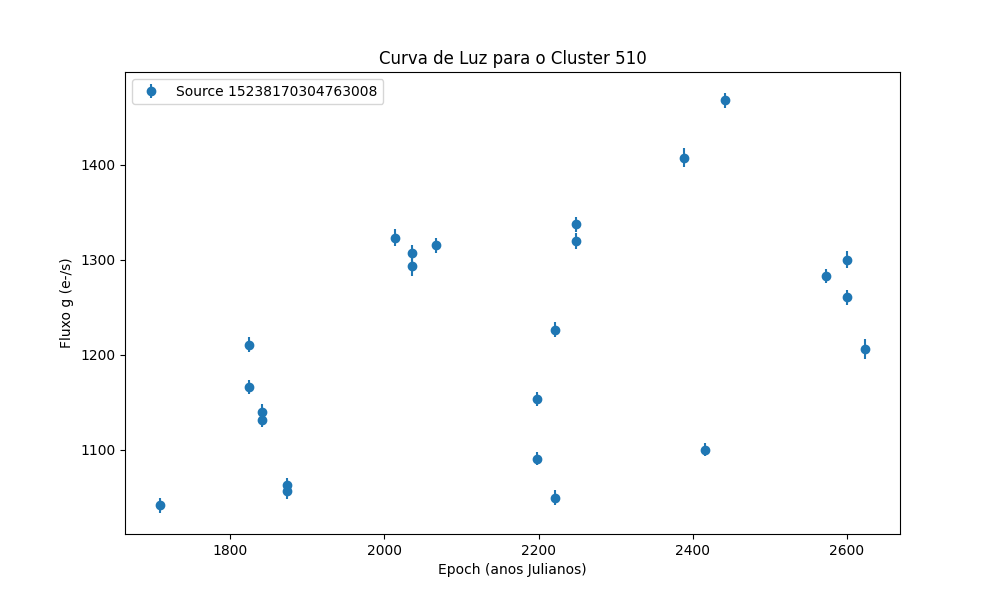 Curva de Luz para o Cluster 510
Source 15238170304763008
Fluxo g (e-/s)
1400
1300
1200
1100
1800
2000
2200
2400
2600
Epoch (anos Julianos)